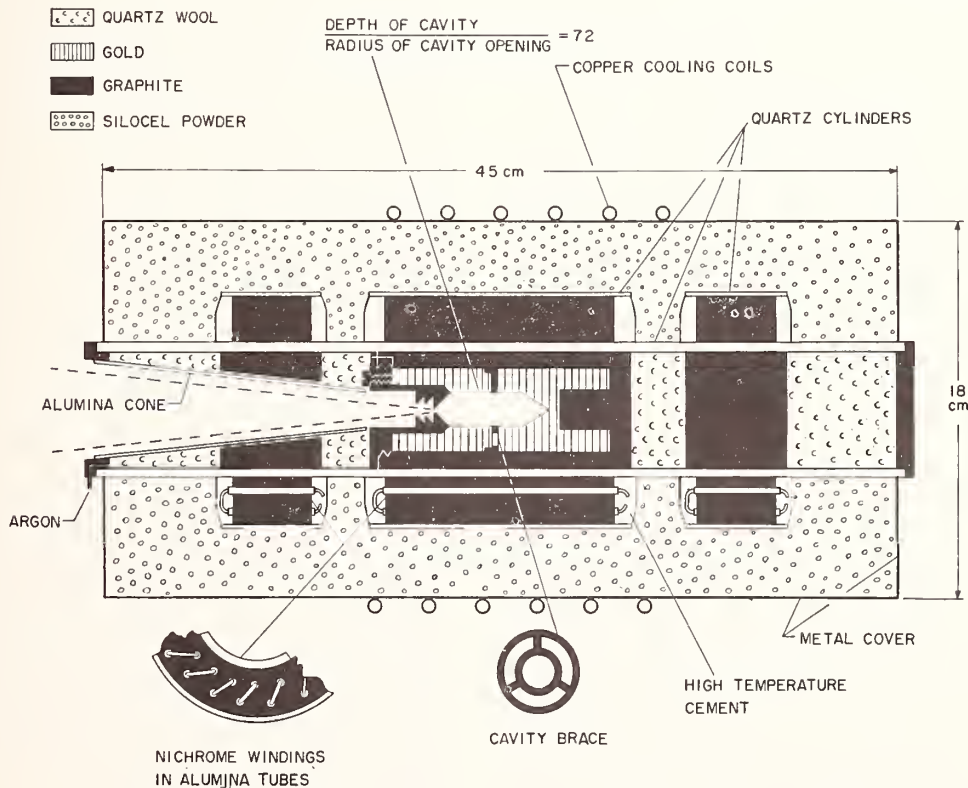 QUARTZ WOOL
GOLD
GRAPHITE
SILOCEL POWDER
DEPTH OF CAVITY
RADIUS OF CAVITY OPENING = 72
COPPER COOLING COILS
QUARTZ CYLINDERS
45 cm
18
cm
ALUMINA CONE
ARGON
METAL COVER
HIGH TEMPERATURE
CEMENT
CAVITY BRACE
NICHROME WINDINGS
IN ALUMINA TUBES